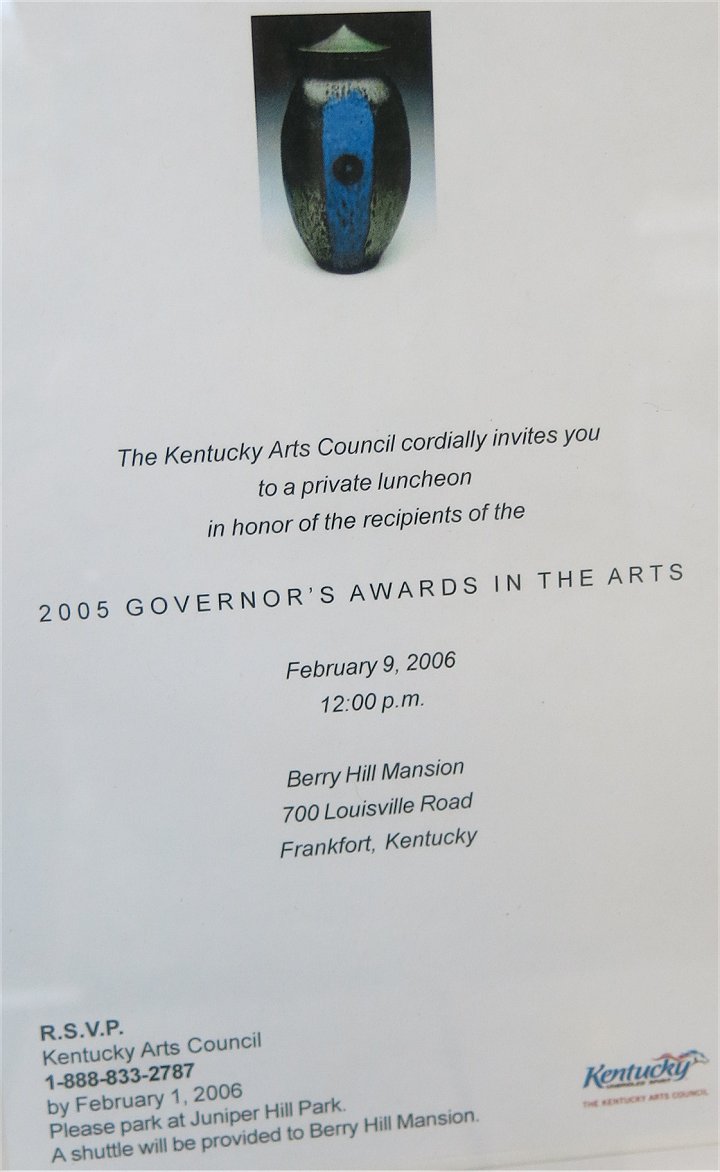 The Kentucky Arts Council cordially invites you
to a private luncheon
in honor of the recipients of the
2005 GOVERNOR'S AWARDS IN THE ARTS
February 9, 2006
12:00 p.m.
Berry Hill Mansion
700 Louisville Road
Frankfort, Kentucky
R.S.V.P.
Kentucky Arts Council
1-888-833-2787
by February 1, 2006
Please park at Juniper Hill Park.
A shuttle will be provided to Berry Hill Mansion.
Kentucky
UNBRIDLED SPIRIT
THE KENTUCKY ARTS COUNCIL